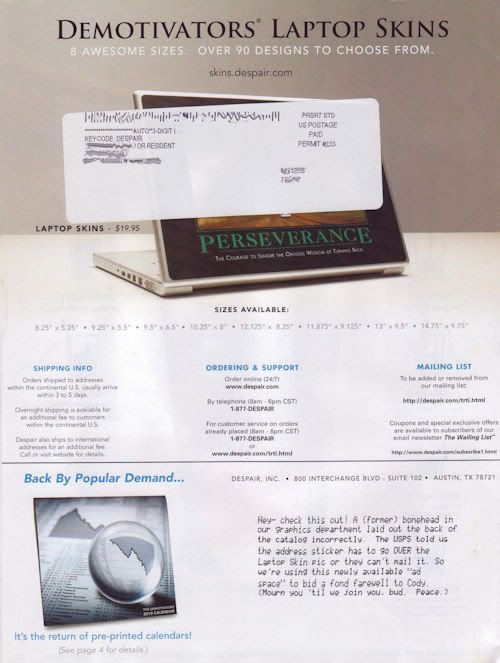 DEMOTIVATORS® LAPTOP SKINS
8 AWESOME SIZES. OVER 90 DESIGNS TO CHOOSE FROM.
skins.despair.com
PRSRT STD
US POSTAGE
PAID
PERMIT
AUTO**3-DIGIT
KEYCODE DESPAIR
OR RESIDENT
LAPTOP SKINS - $19.95
PERSEVERANCE
THE COURAGE TO IGNORE THE OBVIOUS WISDOM OF TURNING BACK.
SIZES AVAILABLE:
8.25" x 5.25" • 9.25" x 5.5" • 9.5" x 6.5" • 10.25" x 8" • 12.125" x 8.25" • 11.875" x 9.125" • 13" x 9.5" • 14.75" x 9.75"
SHIPPING INFO
Orders shipped to addresses
within the continental U.S. usually arrive
within 3 to 5 days.
Overnight shipping is available for
an additional fee to customers
within the continental U.S.
Despair also ships to international
addresses for an additional fee.
Call or visit website for details.
ORDERING & SUPPORT
Order online (24/7)
www.despair.com
By telephone (8am - 6pm CST)
1-877-DESPAIR
For customer service on orders
already placed (8am - 6pm CST)
1-877-DESPAIR
or
www.despair.com/trti.html
MAILING LIST
To be added or removed from
our mailing list:
http://despair.com/trti.html
Coupons and special exclusive offers
are available to subscribers of our
email newsletter The Wailing List™
http://www.despair.com/subscribe1.html
Back By Popular Demand...
DESPAIR, INC. • 800 INTERCHANGE BLVD - SUITE 102 • AUSTIN, TX 78721
THE DEMOTIVATORS
2010 CALENDAR
It's the return of pre-printed calendars!
(See page 4 for details.)
Hey- check this out! A (former) bonehead in
our graphics department laid out the back of
the catalog incorrectly. The USPS told us
the address sticker has to go OVER the
Laptop Skin pic or they can't mail it. So
we're using this newly available "ad
space" to bid a fond farewell to Cody.
(Mourn you 'til we join you, bud. Peace.)